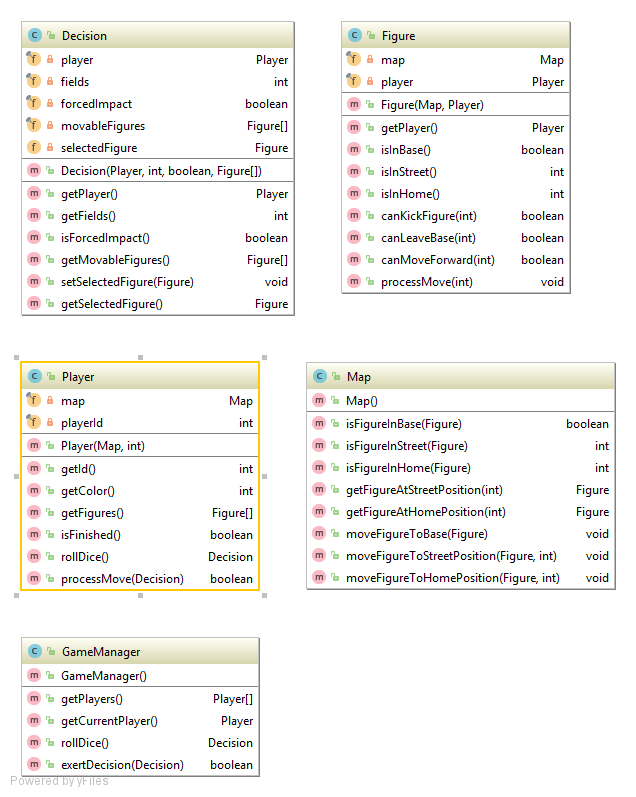 Decision
player Player
fields int
forcedImpact boolean
movableFigures Figure[]
selectedFigure Figure
Decision(Player, int, boolean, Figure[])
getPlayer() Player
getFields() int
isForcedImpact() boolean
getMovableFigures() Figure[]
setSelectedFigure(Figure) void
getSelectedFigure() Figure
Figure
map Map
player Player
Figure(Map, Player)
getPlayer() Player
isInBase() boolean
isInStreet() int
isInHome() int
canKickFigure(int) boolean
canLeaveBase(int) boolean
canMoveForward(int) boolean
processMove(int) void
Player
map Map
playerId int
Player(Map, int)
getId() int
getColor() int
getFigures() Figure[]
isFinished() boolean
rollDice() Decision
processMove(Decision) boolean
Map
Map()
isFigureInBase(Figure) boolean
isFigureInStreet(Figure) int
isFigureInHome(Figure) int
getFigureAtStreetPosition(int) Figure
getFigureAtHomePosition(int) Figure
moveFigureToBase(Figure) void
moveFigureToStreetPosition(Figure, int) void
moveFigureToHomePosition(Figure, int) void
GameManager
GameManager()
getPlayers() Player[]
getCurrentPlayer() Player
rollDice() Decision
exertDecision(Decision) boolean
Powered by yFiles